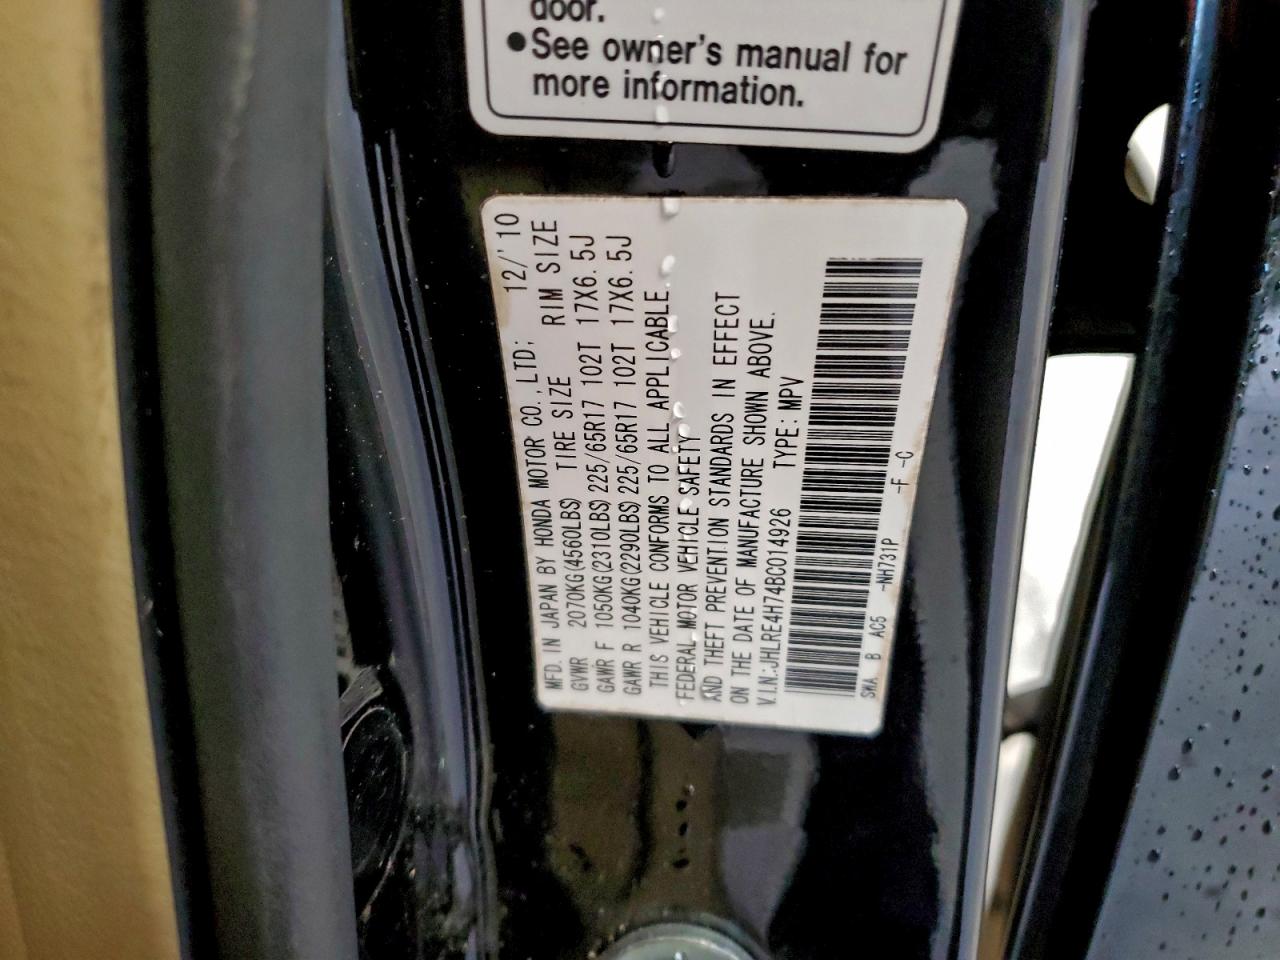 door.
●See owner's manual for
more information.
MFD. IN JAPAN BY HONDA MOTOR CO., LTD; 12/'10
GVWR 2070KG(4560LBS) TIRE SIZE RIM SIZE
GAWR F 1050KG(2310LBS) 225/65R17 102T 17X6.5J
GAWR R 1040KG(2290LBS) 225/65R17 102T 17X6.5J
THIS VEHICLE CONFORMS TO ALL APPLICABLE
FEDERAL MOTOR VEHICLE SAFETY
AND THEFT PREVENTION STANDARDS IN EFFECT
ON THE DATE OF MANUFACTURE SHOWN ABOVE.
V.I.N.:JHLRE4H74BC014926 TYPE: MPV
SWA B AC5 -NH731P -F -C